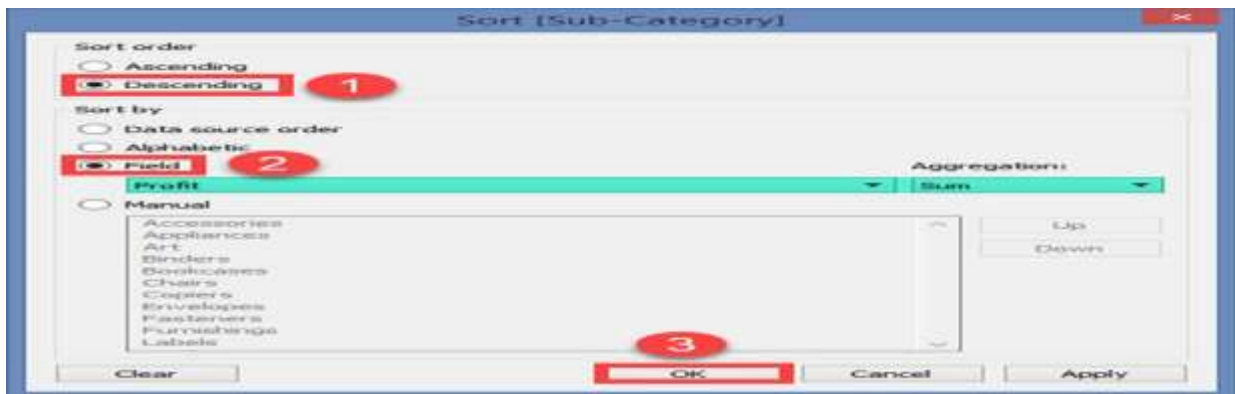 Sort [Sub-Category]
Sort order
Ascending
Descending
1
Sort by
Data source order
Alphabetic
Field
2
Aggregation:
Profit
Sum
Manual
Accessories
Appliances
Art
Binders
Bookcases
Chairs
Copiers
Envelopes
Fasteners
Furnishings
Labels
Up
Down
3
Clear
OK
Cancel
Apply